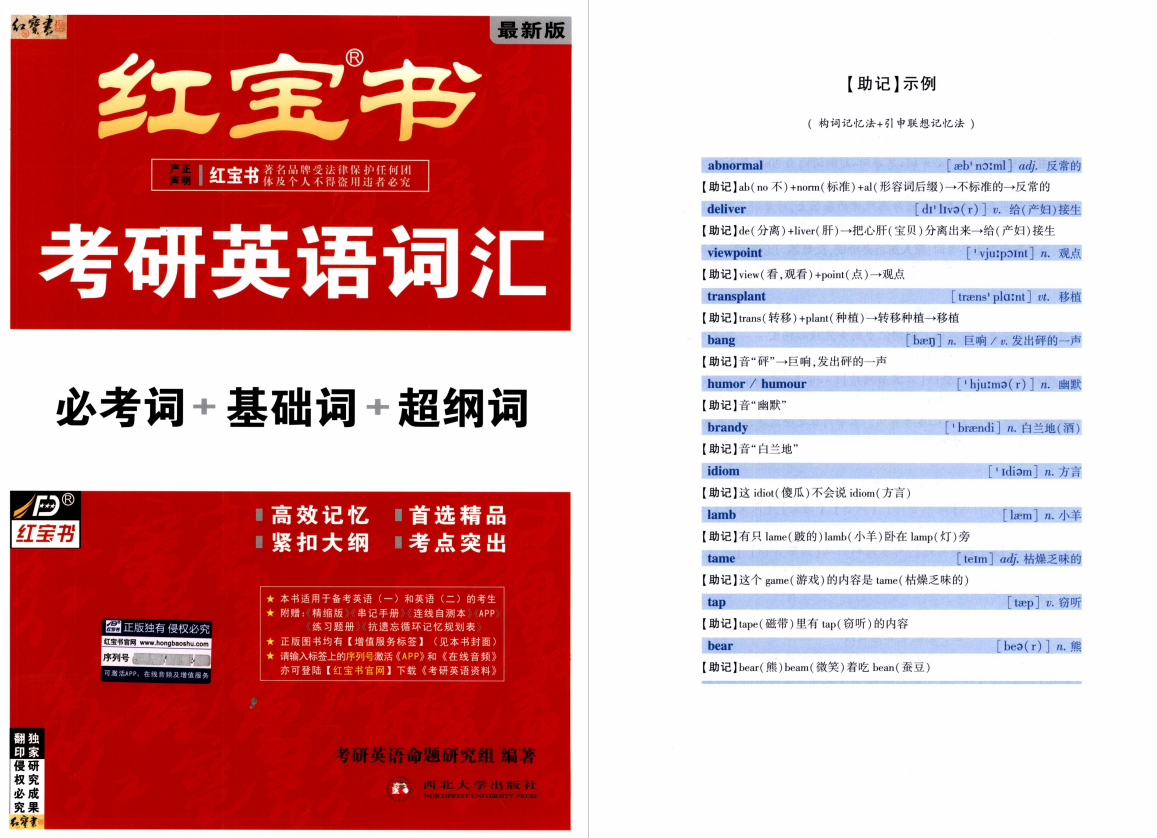 红宝书
最新版
红宝书®
严正声明
红宝书
著名品牌受法律保护任何团
体及个人不得盗用违者必究
考研英语词汇
必考词+基础词+超纲词
®
红宝书
高效记忆 首选精品
紧扣大纲 考点突出
★ 本书适用于备考英语(一)和英语(二)的考生
★ 附赠:《精缩版》《串记手册》《连线自测本》《APP》
《练习题册》《抗遗忘循环记忆规划表》
★ 正版图书均有【增值服务标签】(见本书封面)
★ 请输入标签上的序列号激活《APP》和《在线音频》
亦可登陆【红宝书官网】下载《考研英语资料》
正版独有 侵权必究
红宝书官网 www.hongbaoshu.com
序列号
可激活APP、在线音频及增值服务
考研英语命题研究组 编著
西北大学出版社
NORTHWEST UNIVERSITY PRESS
独家研究成果
翻印侵权必究
红宝书
【助记】示例
(构词记忆法+引申联想记忆法)
abnormal [æb'nɔːml] adj. 反常的
【助记】ab(no 不)+norm(标准)+al(形容词后缀)→不标准的→反常的
deliver [dɪ'lɪvə(r)] v. 给(产妇)接生
【助记】de(分离)+liver(肝)→把心肝(宝贝)分离出来→给(产妇)接生
viewpoint ['vjuːpɔɪnt] n. 观点
【助记】view(看,观看)+point(点)→观点
transplant [træns'plɑːnt] vt. 移植
【助记】trans(转移)+plant(种植)→转移种植→移植
bang [bæŋ] n. 巨响 / v. 发出砰的一声
【助记】音“砰”→巨响,发出砰的一声
humor / humour ['hjuːmə(r)] n. 幽默
【助记】音“幽默”
brandy ['brændi] n. 白兰地(酒)
【助记】音“白兰地”
idiom ['ɪdiəm] n. 方言
【助记】这 idiot(傻瓜)不会说 idiom(方言)
lamb [læm] n. 小羊
【助记】有只 lame(跛的)lamb(小羊)卧在 lamp(灯)旁
tame [teɪm] adj. 枯燥乏味的
【助记】这个 game(游戏)的内容是 tame(枯燥乏味的)
tap [tæp] v. 窃听
【助记】tape(磁带)里有 tap(窃听)的内容
bear [beə(r)] n. 熊
【助记】bear(熊)beam(微笑)着吃 bean(蚕豆)